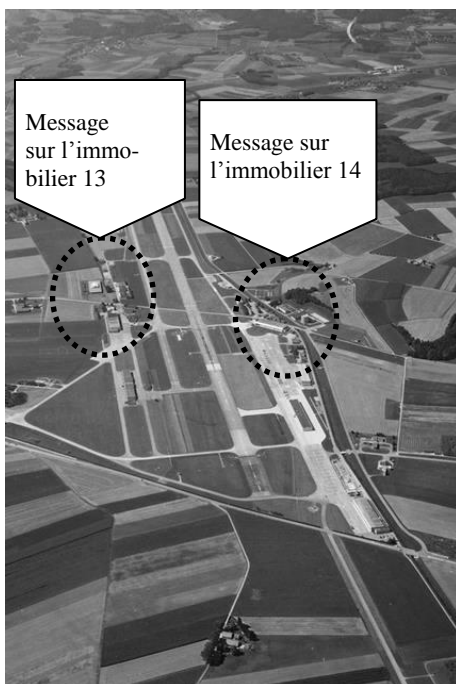 Message
sur l’immo-
bilier 13
Message sur
l’immobilier 14